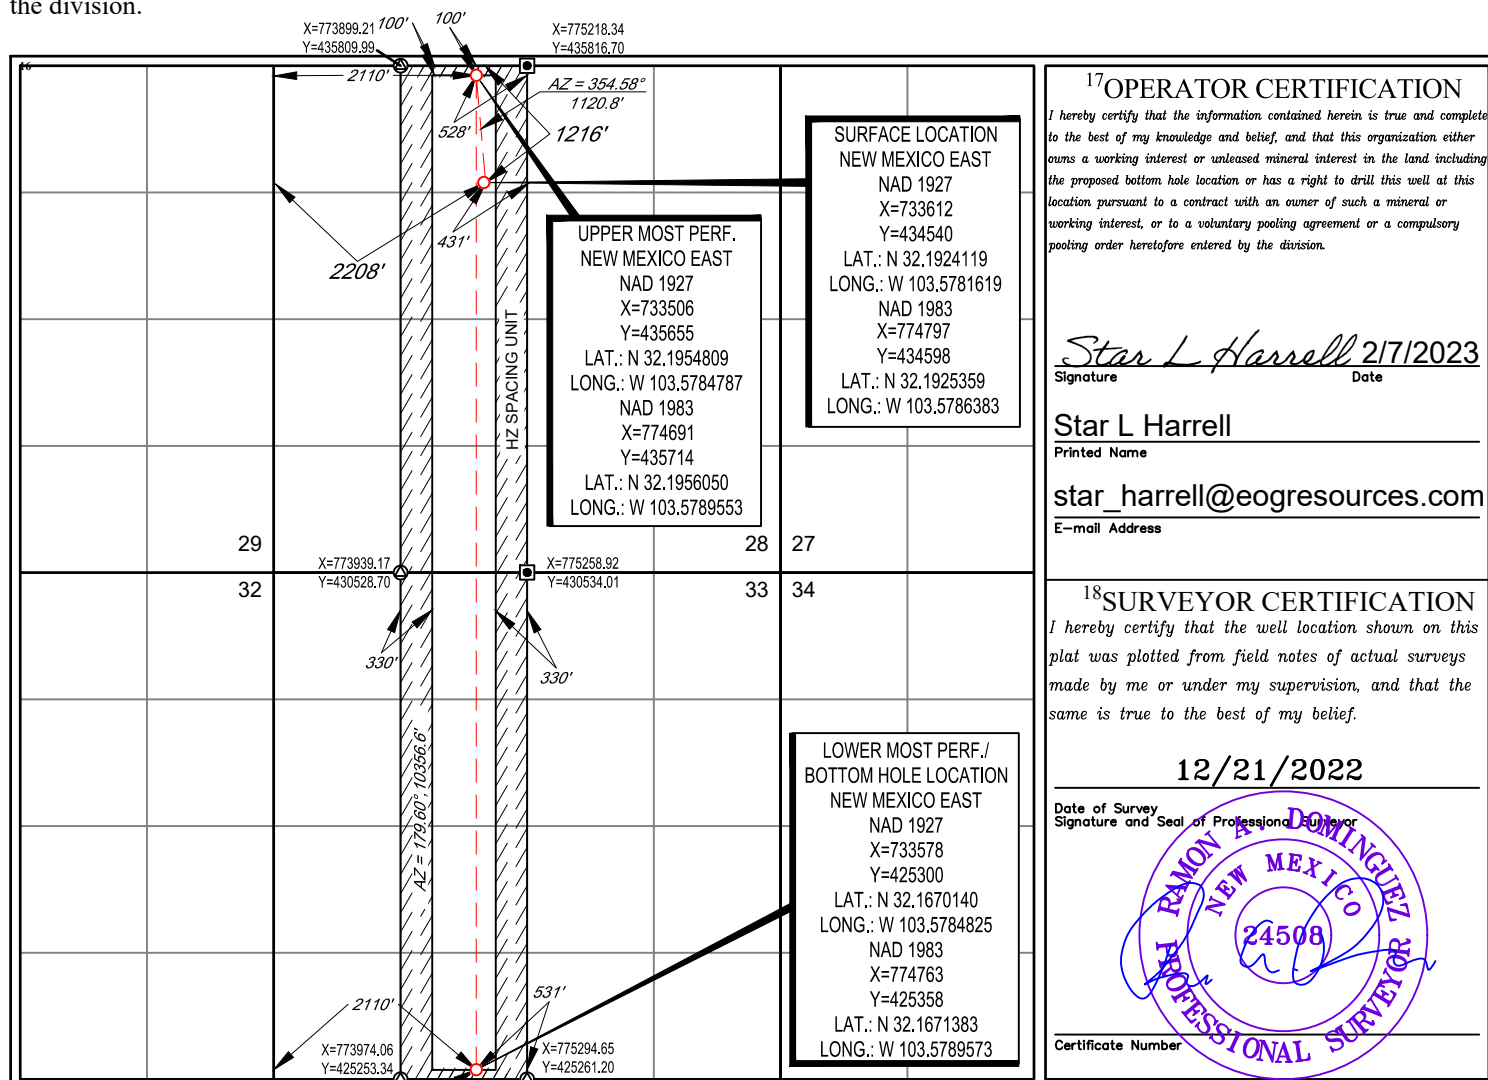 the division.
16
X=773899.21
Y=435809.99
100'
100'
X=775218.34
Y=435816.70
2110'
AZ = 354.58°
1120.8'
528'
1216'
431'
2208'
UPPER MOST PERF.
NEW MEXICO EAST
NAD 1927
X=733506
Y=435655
LAT.: N 32.1954809
LONG.: W 103.5784787
NAD 1983
X=774691
Y=435714
LAT.: N 32.1956050
LONG.: W 103.5789553
SURFACE LOCATION
NEW MEXICO EAST
NAD 1927
X=733612
Y=434540
LAT.: N 32.1924119
LONG.: W 103.5781619
NAD 1983
X=774797
Y=434598
LAT.: N 32.1925359
LONG.: W 103.5786383
HZ SPACING UNIT
29
28
27
X=773939.17
Y=430528.70
X=775258.92
Y=430534.01
32
33
34
330'
330'
AZ = 179.60°, 10356.6'
LOWER MOST PERF./
BOTTOM HOLE LOCATION
NEW MEXICO EAST
NAD 1927
X=733578
Y=425300
LAT.: N 32.1670140
LONG.: W 103.5784825
NAD 1983
X=774763
Y=425358
LAT.: N 32.1671383
LONG.: W 103.5789573
2110'
531'
X=773974.06
Y=425253.34
X=775294.65
Y=425261.20
17OPERATOR CERTIFICATION
I hereby certify that the information contained herein is true and complete
to the best of my knowledge and belief, and that this organization either
owns a working interest or unleased mineral interest in the land including
the proposed bottom hole location or has a right to drill this well at this
location pursuant to a contract with an owner of such a mineral or
working interest, or to a voluntary pooling agreement or a compulsory
pooling order heretofore entered by the division.
Star L Harrell 2/7/2023
Signature Date
Star L Harrell
Printed Name
star_harrell@eogresources.com
E-mail Address
18SURVEYOR CERTIFICATION
I hereby certify that the well location shown on this
plat was plotted from field notes of actual surveys
made by me or under my supervision, and that the
same is true to the best of my belief.
12/21/2022
Date of Survey
Signature and Seal of Professional Surveyor
RAMON A. DOMINGUEZ
NEW MEXICO
24508
PROFESSIONAL SURVEYOR
Certificate Number